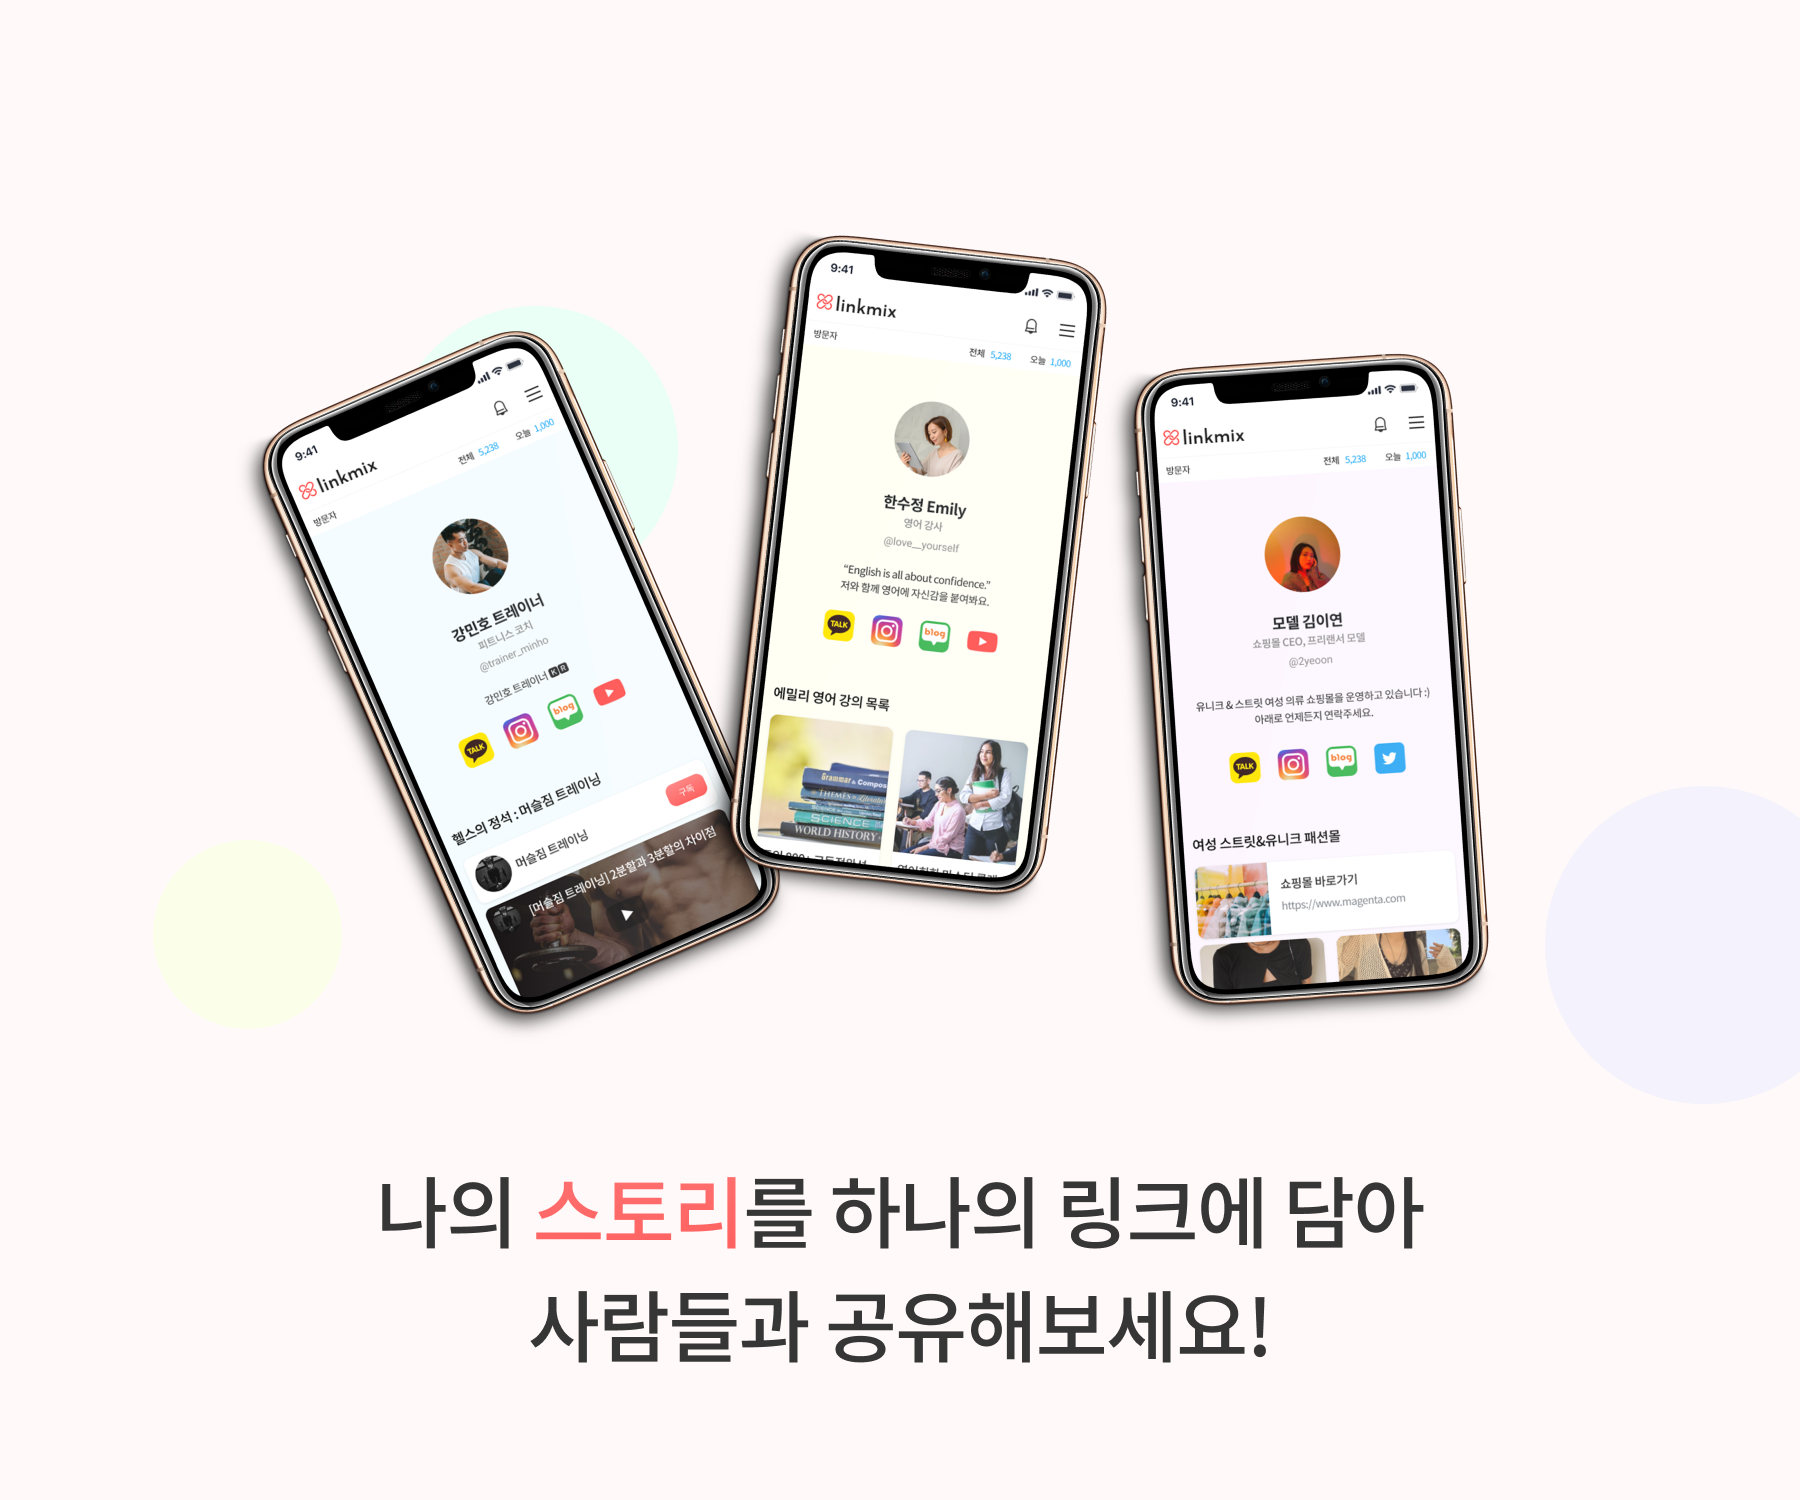 9:41
linkmix
방문자
전체 5,238 오늘 1,000
강민호 트레이너
피트니스 코치
@trainer_minho
강민호 트레이너 KR
TALK
blog
헬스의 정석 : 머슬짐 트레이닝
머슬짐 트레이닝
구독
[머슬짐 트레이닝] 2분할과 3분할의 차이점
9:41
linkmix
방문자
전체 5,238 오늘 1,000
한수정 Emily
영어 강사
@love__yourself
“English is all about confidence.”
저와 함께 영어에 자신감을 붙여봐요.
TALK
blog
에밀리 영어 강의 목록
Grammar & Compos
THEMES
SCIENCE
WORLD HISTORY
9:41
linkmix
방문자
전체 5,238 오늘 1,000
모델 김이연
쇼핑몰 CEO, 프리랜서 모델
@2yeoon
유니크 & 스트릿 여성 의류 쇼핑몰을 운영하고 있습니다 :)
아래로 언제든지 연락주세요.
TALK
blog
여성 스트릿&유니크 패션몰
쇼핑몰 바로가기
https://www.magenta.com
나의 스토리를 하나의 링크에 담아
사람들과 공유해보세요!